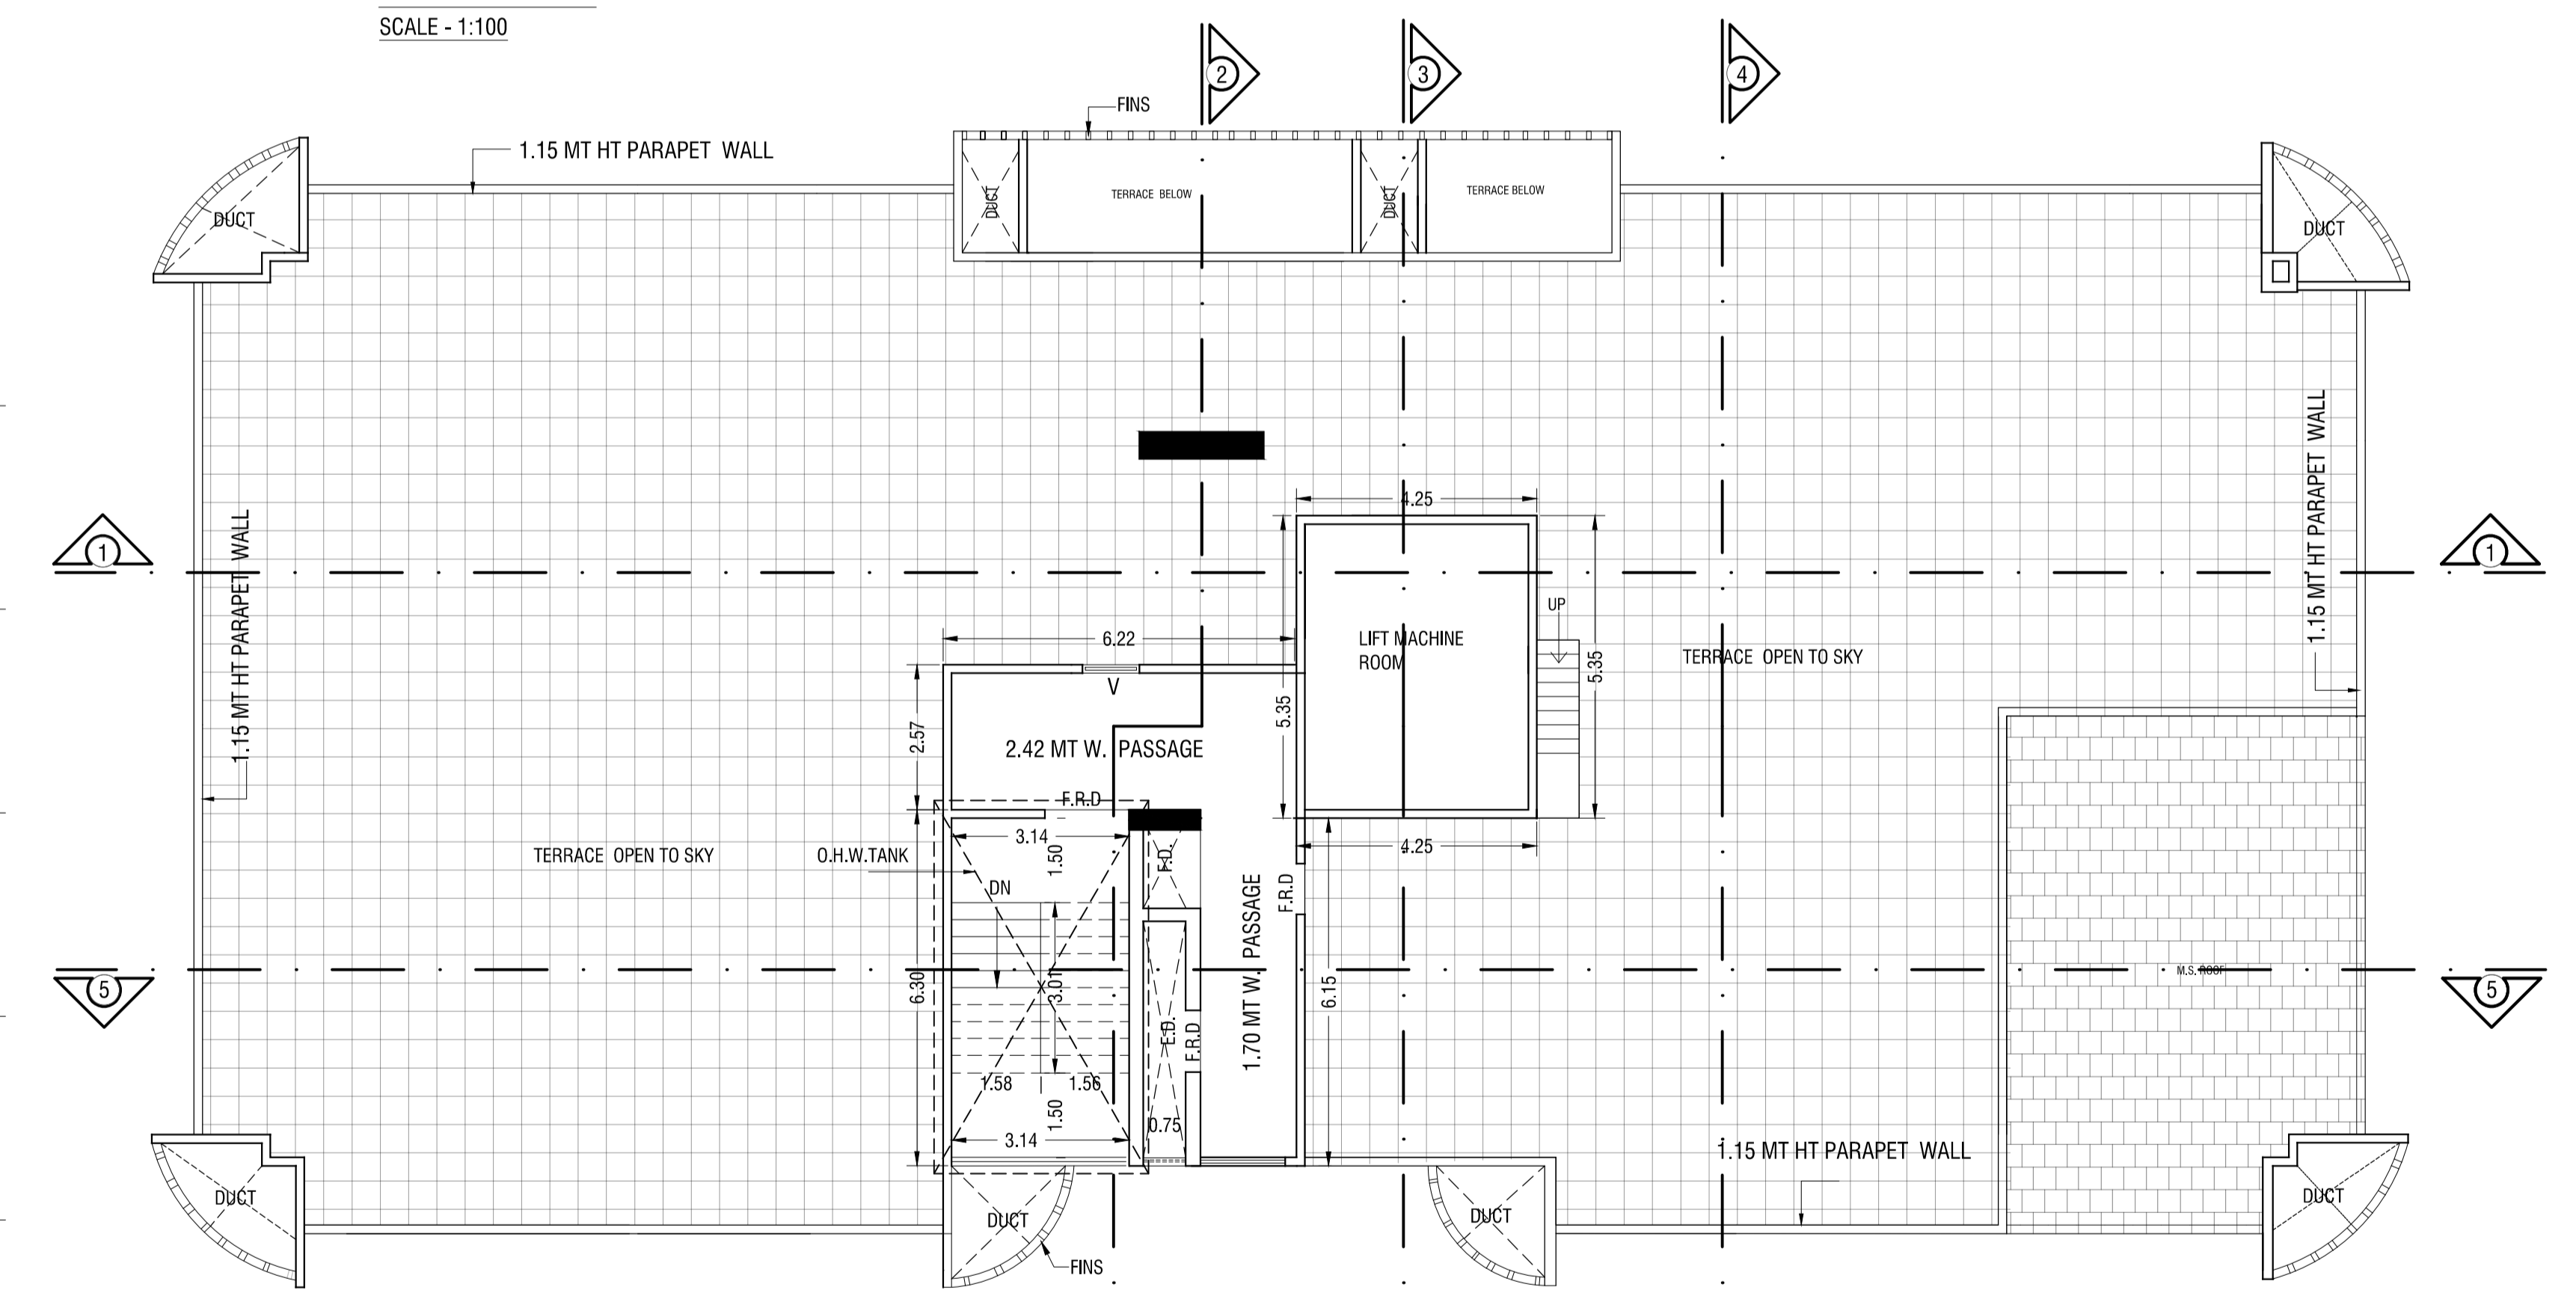 SCALE - 1:100
2
3
4
FINS
1.15 MT HT PARAPET WALL
DUCT
DUCT
TERRACE BELOW
DUCT
TERRACE BELOW
DUCT
1.15 MT HT PARAPET WALL
4.25
1
1.15 MT HT PARAPET WALL
1
UP
6.22
LIFT MACHINE
ROOM
TERRACE OPEN TO SKY
5.35
5.35
V
2.57
2.42 MT W. PASSAGE
F.R.D
3.14
4.25
TERRACE OPEN TO SKY
O.H.W.TANK
1.50
F.D.
DN
F.R.D
1.70 MT W. PASSAGE
5
6.30
3.01
6.15
M.S. ROOF
5
E.D.
F.R.D
1.58
1.56
1.50
0.75
3.14
1.15 MT HT PARAPET WALL
DUCT
DUCT
DUCT
DUCT
FINS